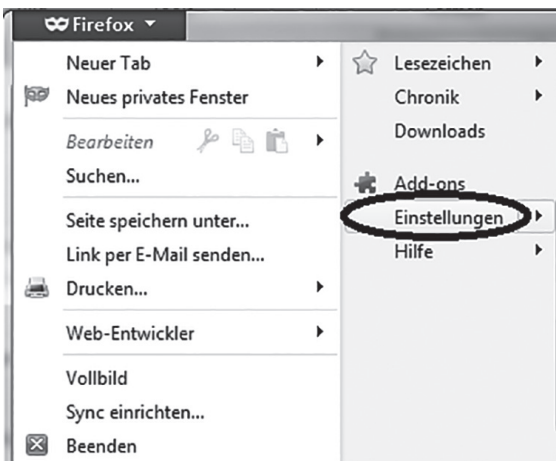 Firefox
Neuer Tab
Neues privates Fenster
Bearbeiten
Suchen...
Seite speichern unter...
Link per E-Mail senden...
Drucken...
Web-Entwickler
Vollbild
Sync einrichten...
Beenden
Lesezeichen
Chronik
Downloads
Add-ons
Einstellungen
Hilfe